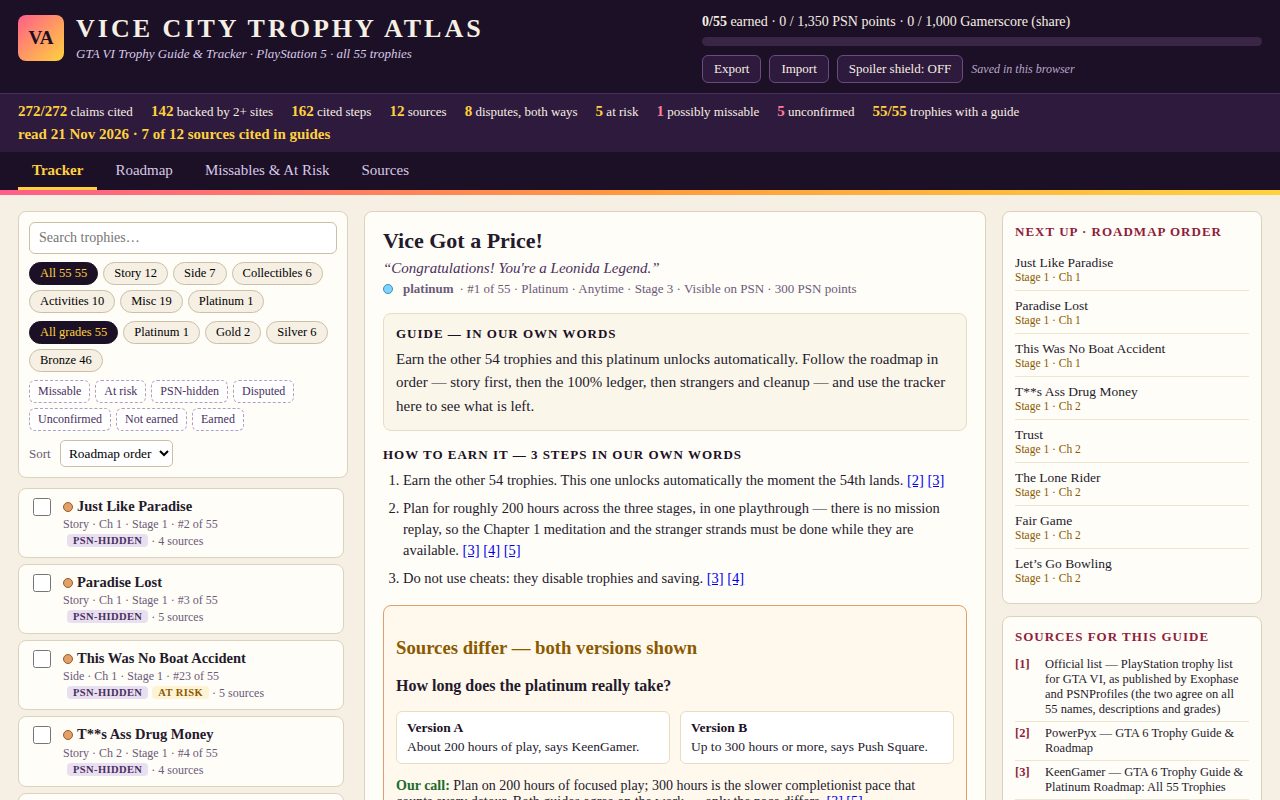 VA
VICE CITY TROPHY ATLAS
GTA VI Trophy Guide & Tracker · PlayStation 5 · all 55 trophies
0/55 earned · 0 / 1,350 PSN points · 0 / 1,000 Gamerscore (share)
Export Import Spoiler shield: OFF Saved in this browser
272/272 claims cited 142 backed by 2+ sites 162 cited steps 12 sources 8 disputes, both ways 5 at risk 1 possibly missable 5 unconfirmed 55/55 trophies with a guide
read 21 Nov 2026 · 7 of 12 sources cited in guides
Tracker Roadmap Missables & At Risk Sources
Search trophies…
All 55 55 Story 12 Side 7 Collectibles 6
Activities 10 Misc 19 Platinum 1
All grades 55 Platinum 1 Gold 2 Silver 6
Bronze 46
Missable At risk PSN-hidden Disputed
Unconfirmed Not earned Earned
Sort Roadmap order
Just Like Paradise
Story · Ch 1 · Stage 1 · #2 of 55
PSN-HIDDEN · 4 sources
Paradise Lost
Story · Ch 1 · Stage 1 · #3 of 55
PSN-HIDDEN · 5 sources
This Was No Boat Accident
Side · Ch 1 · Stage 1 · #23 of 55
PSN-HIDDEN AT RISK · 5 sources
T**s Ass Drug Money
Story · Ch 2 · Stage 1 · #4 of 55
PSN-HIDDEN · 4 sources
Vice Got a Price!
“Congratulations! You're a Leonida Legend.”
platinum · #1 of 55 · Platinum · Anytime · Stage 3 · Visible on PSN · 300 PSN points
GUIDE — IN OUR OWN WORDS
Earn the other 54 trophies and this platinum unlocks automatically. Follow the roadmap in
order — story first, then the 100% ledger, then strangers and cleanup — and use the tracker
here to see what is left.
HOW TO EARN IT — 3 STEPS IN OUR OWN WORDS
1. Earn the other 54 trophies. This one unlocks automatically the moment the 54th lands. [2] [3]
2. Plan for roughly 200 hours across the three stages, in one playthrough — there is no mission
replay, so the Chapter 1 meditation and the stranger strands must be done while they are
available. [3] [4] [5]
3. Do not use cheats: they disable trophies and saving. [3] [4]
Sources differ — both versions shown
How long does the platinum really take?
Version A
About 200 hours of play, says KeenGamer.
Version B
Up to 300 hours or more, says Push Square.
Our call: Plan on 200 hours of focused play; 300 hours is the slower completionist pace that
counts every detour. Both guides agree on the work — only the pace differs. [3] [5]
NEXT UP · ROADMAP ORDER
Just Like Paradise
Stage 1 · Ch 1
Paradise Lost
Stage 1 · Ch 1
This Was No Boat Accident
Stage 1 · Ch 1
T**s Ass Drug Money
Stage 1 · Ch 2
Trust
Stage 1 · Ch 2
The Lone Rider
Stage 1 · Ch 2
Fair Game
Stage 1 · Ch 2
Let’s Go Bowling
Stage 1 · Ch 2
SOURCES FOR THIS GUIDE
[1] Official list — PlayStation trophy list
for GTA VI, as published by Exophase
and PSNProfiles (the two agree on all
55 names, descriptions and grades)
[2] PowerPyx — GTA 6 Trophy Guide &
Roadmap
[3] KeenGamer — GTA 6 Trophy Guide &
Platinum Roadmap: All 55 Trophies